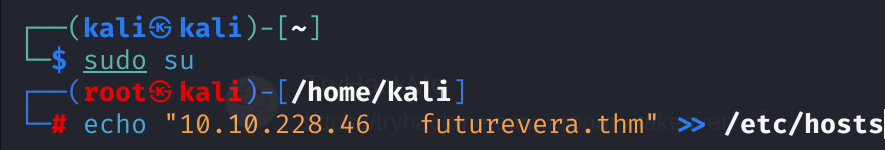 ┌──(kali㉿kali)-[~]
└─$ sudo su
┌──(root㉿kali)-[/home/kali]
└─# echo "10.10.228.46   futurevera.thm" >> /etc/hosts